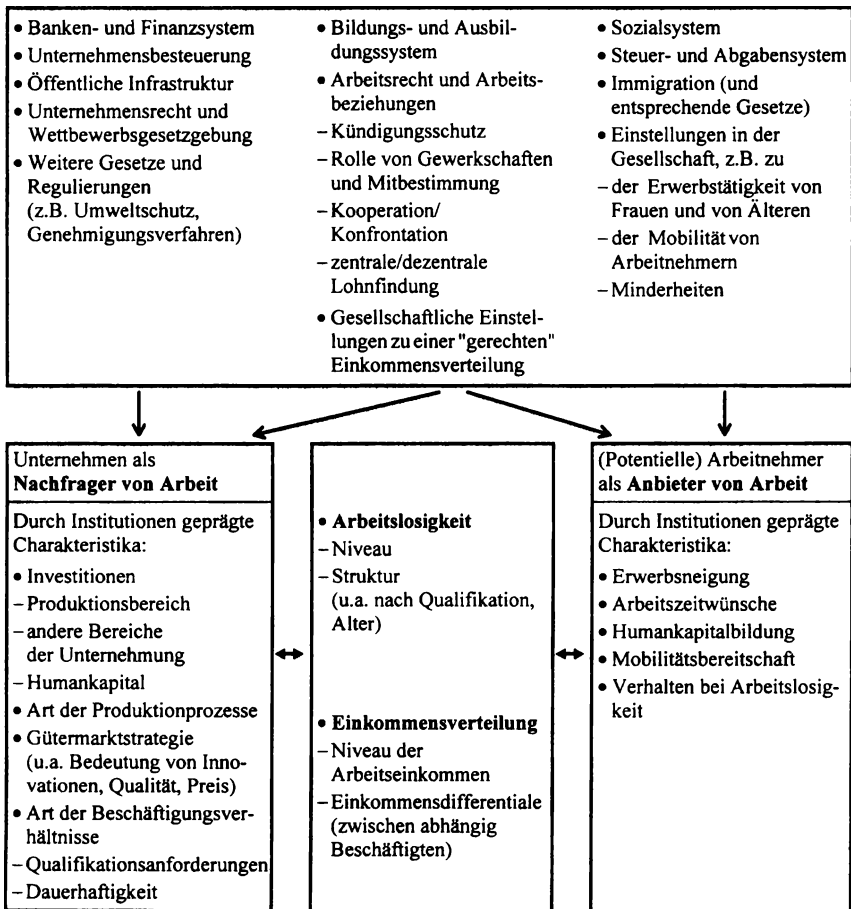 • Banken- und Finanzsystem
• Unternehmensbesteuerung
• Öffentliche Infrastruktur
• Unternehmensrecht und
Wettbewerbsgesetzgebung
• Weitere Gesetze und
Regulierungen
(z.B. Umweltschutz,
Genehmigungsverfahren)
• Bildungs- und Ausbil-
dungssystem
• Arbeitsrecht und Arbeits-
beziehungen
– Kündigungsschutz
– Rolle von Gewerkschaften
und Mitbestimmung
– Kooperation/
Konfrontation
– zentrale/dezentrale
Lohnfindung
• Gesellschaftliche Einstel-
lungen zu einer "gerechten"
Einkommensverteilung
• Sozialsystem
• Steuer- und Abgabensystem
• Immigration (und
entsprechende Gesetze)
• Einstellungen in der
Gesellschaft, z.B. zu
– der Erwerbstätigkeit von
Frauen und von Älteren
– der Mobilität von
Arbeitnehmern
– Minderheiten
Unternehmen als
Nachfrager von Arbeit
Durch Institutionen geprägte
Charakteristika:
• Investitionen
– Produktionsbereich
– andere Bereiche
der Unternehmung
– Humankapital
• Art der Produktionprozesse
• Gütermarktstrategie
(u.a. Bedeutung von Inno-
vationen, Qualität, Preis)
• Art der Beschäftigungsver-
hältnisse
– Qualifikationsanforderungen
– Dauerhaftigkeit
• Arbeitslosigkeit
– Niveau
– Struktur
(u.a. nach Qualifikation,
Alter)
• Einkommensverteilung
– Niveau der
Arbeitseinkommen
– Einkommensdifferentiale
(zwischen abhängig
Beschäftigten)
(Potentielle) Arbeitnehmer
als Anbieter von Arbeit
Durch Institutionen geprägte
Charakteristika:
• Erwerbsneigung
• Arbeitszeitwünsche
• Humankapitalbildung
• Mobilitätsbereitschaft
• Verhalten bei Arbeitslosig-
keit